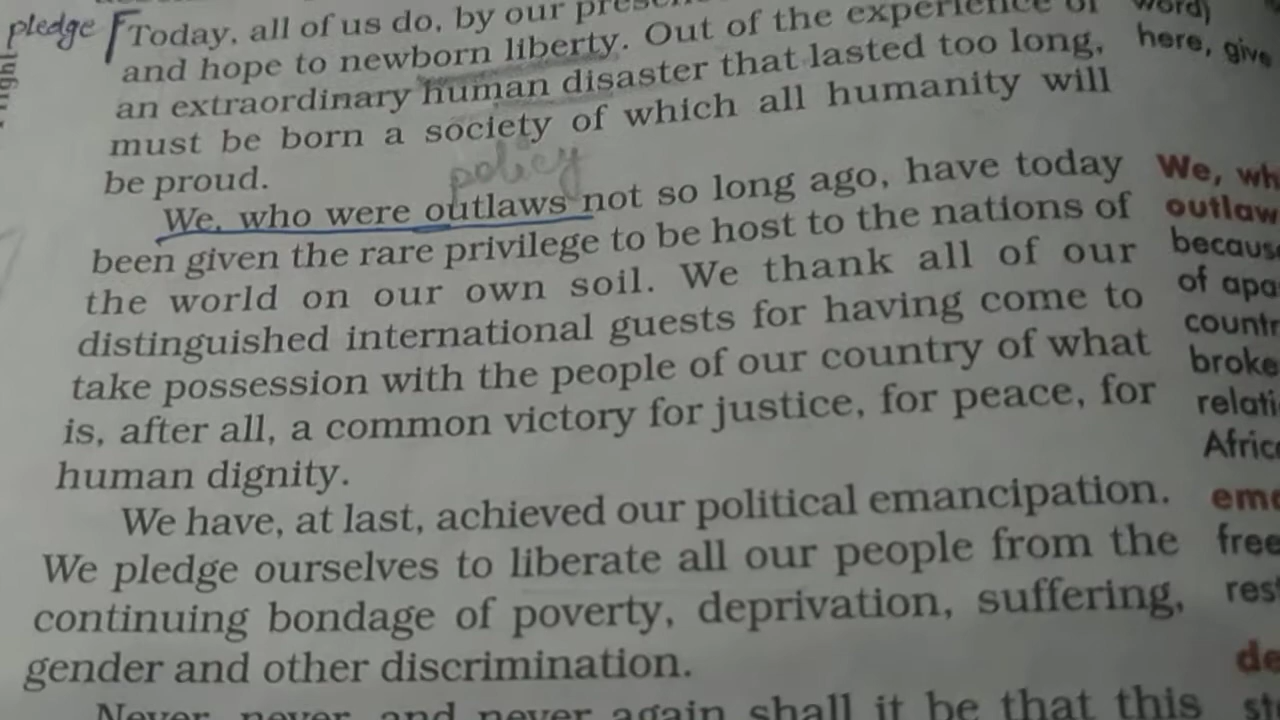 pledge
right
Today, all of us do, by our
and hope to newborn liberty. Out of the experience of
an extraordinary human disaster that lasted too long,
must be born a society of which all humanity will
be proud.
policy
We, who were outlaws not so long ago, have today
been given the rare privilege to be host to the nations of
the world on our own soil. We thank all of our
distinguished international guests for having come to
take possession with the people of our country of what
is, after all, a common victory for justice, for peace, for
human dignity.
We have, at last, achieved our political emancipation.
We pledge ourselves to liberate all our people from the
continuing bondage of poverty, deprivation, suffering,
gender and other discrimination.
Never, never and never again shall it be that this
word)
here, give
We, wh
outlaw
becaus
of apa
countr
broke
relati
Afric
ema
free
res
de
st